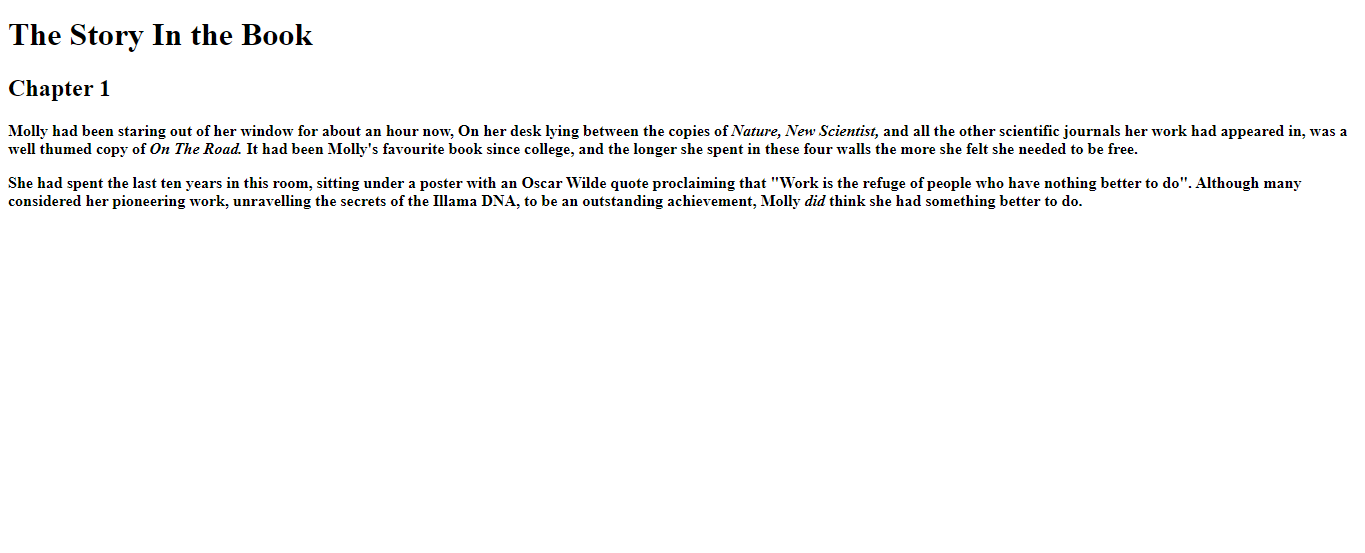 The Story In the Book
Chapter 1
Molly had been staring out of her window for about an hour now, On her desk lying between the copies of Nature, New Scientist, and all the other scientific journals her work had appeared in, was a
well thumed copy of On The Road. It had been Molly's favourite book since college, and the longer she spent in these four walls the more she felt she needed to be free.
She had spent the last ten years in this room, sitting under a poster with an Oscar Wilde quote proclaiming that "Work is the refuge of people who have nothing better to do". Although many
considered her pioneering work, unravelling the secrets of the Illama DNA, to be an outstanding achievement, Molly did think she had something better to do.